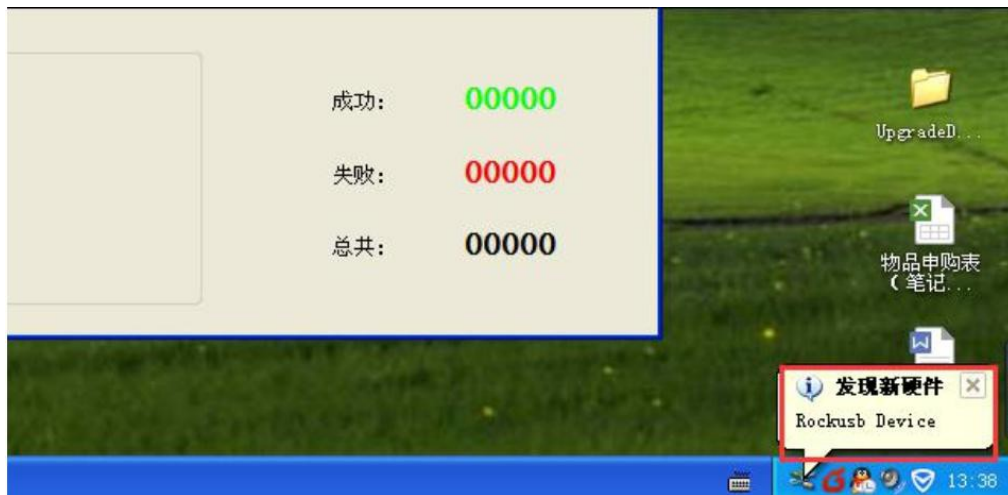 成功: 00000
失败: 00000
总共: 00000
UpgradeD...
物品申购表
(笔记...
发现新硬件
Rockusb Device
13:38